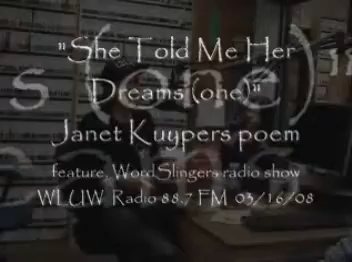 "She Told Me Her
Dreams (one)"
Janet Kuypers poem
feature, WordSlingers radio show
WLUW Radio 88.7 FM 03/16/08